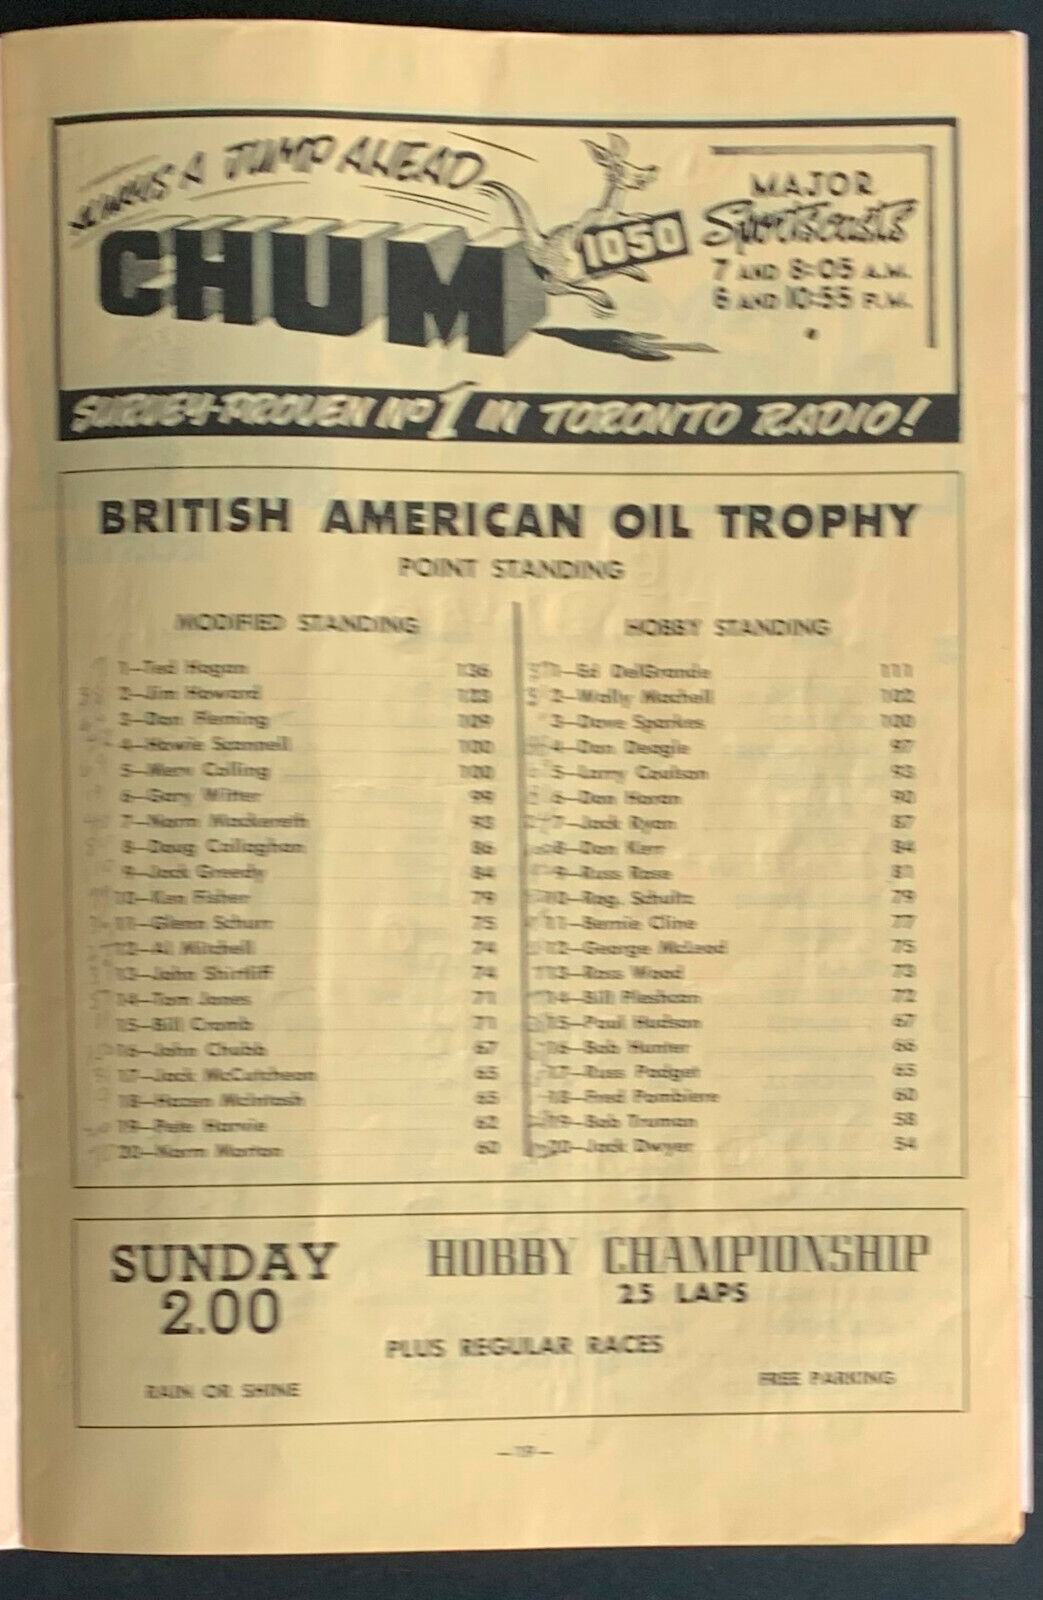 ALWAYS A JUMP AHEAD
CHUM
1050
MAJOR
Sportscasts
7 AND 8:05 A.M.
6 AND 10:55 P.M.
SURVEY-PROVEN No 1 IN TORONTO RADIO!
BRITISH AMERICAN OIL TROPHY
POINT STANDING
MODIFIED STANDING
1—Ted Hogan 136
2—Jim Howard 123
3—Don Fleming 109
4—Howie Scannell 100
5—Merv Colling 100
6—Gary Witter 99
7—Norm Mackereth 93
8—Doug Callaghan 86
9—Jack Greedy 84
10—Ken Fisher 79
11—Glenn Schurr 75
12—Al Mitchell 74
13—John Shirtliff 74
14—Tom Jones 71
15—Bill Cromb 71
16—John Chubb 67
17—Jack McCutcheon 65
18—Hazen McIntosh 65
19—Pete Harvie 62
20—Norm Morton 60
HOBBY STANDING
1—Ed DelGrande 111
2—Wally Machell 102
3—Dave Sparkes 100
4—Don Deagle 97
5—Larry Coulson 93
6—Don Horan 90
7—Jack Ryan 87
8—Don Kerr 84
9—Russ Rose 81
10—Rog. Schultz 79
11—Bernie Cline 77
12—George McLeod 75
13—Ross Wood 73
14—Bill Pleshcan 72
15—Paul Hudson 67
16—Bob Hunter 66
17—Russ Padget 65
18—Fred Pombiere 60
19—Bob Truman 58
20—Jack Dwyer 54
SUNDAY
2.00
RAIN OR SHINE
HOBBY CHAMPIONSHIP
25 LAPS
PLUS REGULAR RACES
FREE PARKING
—19—